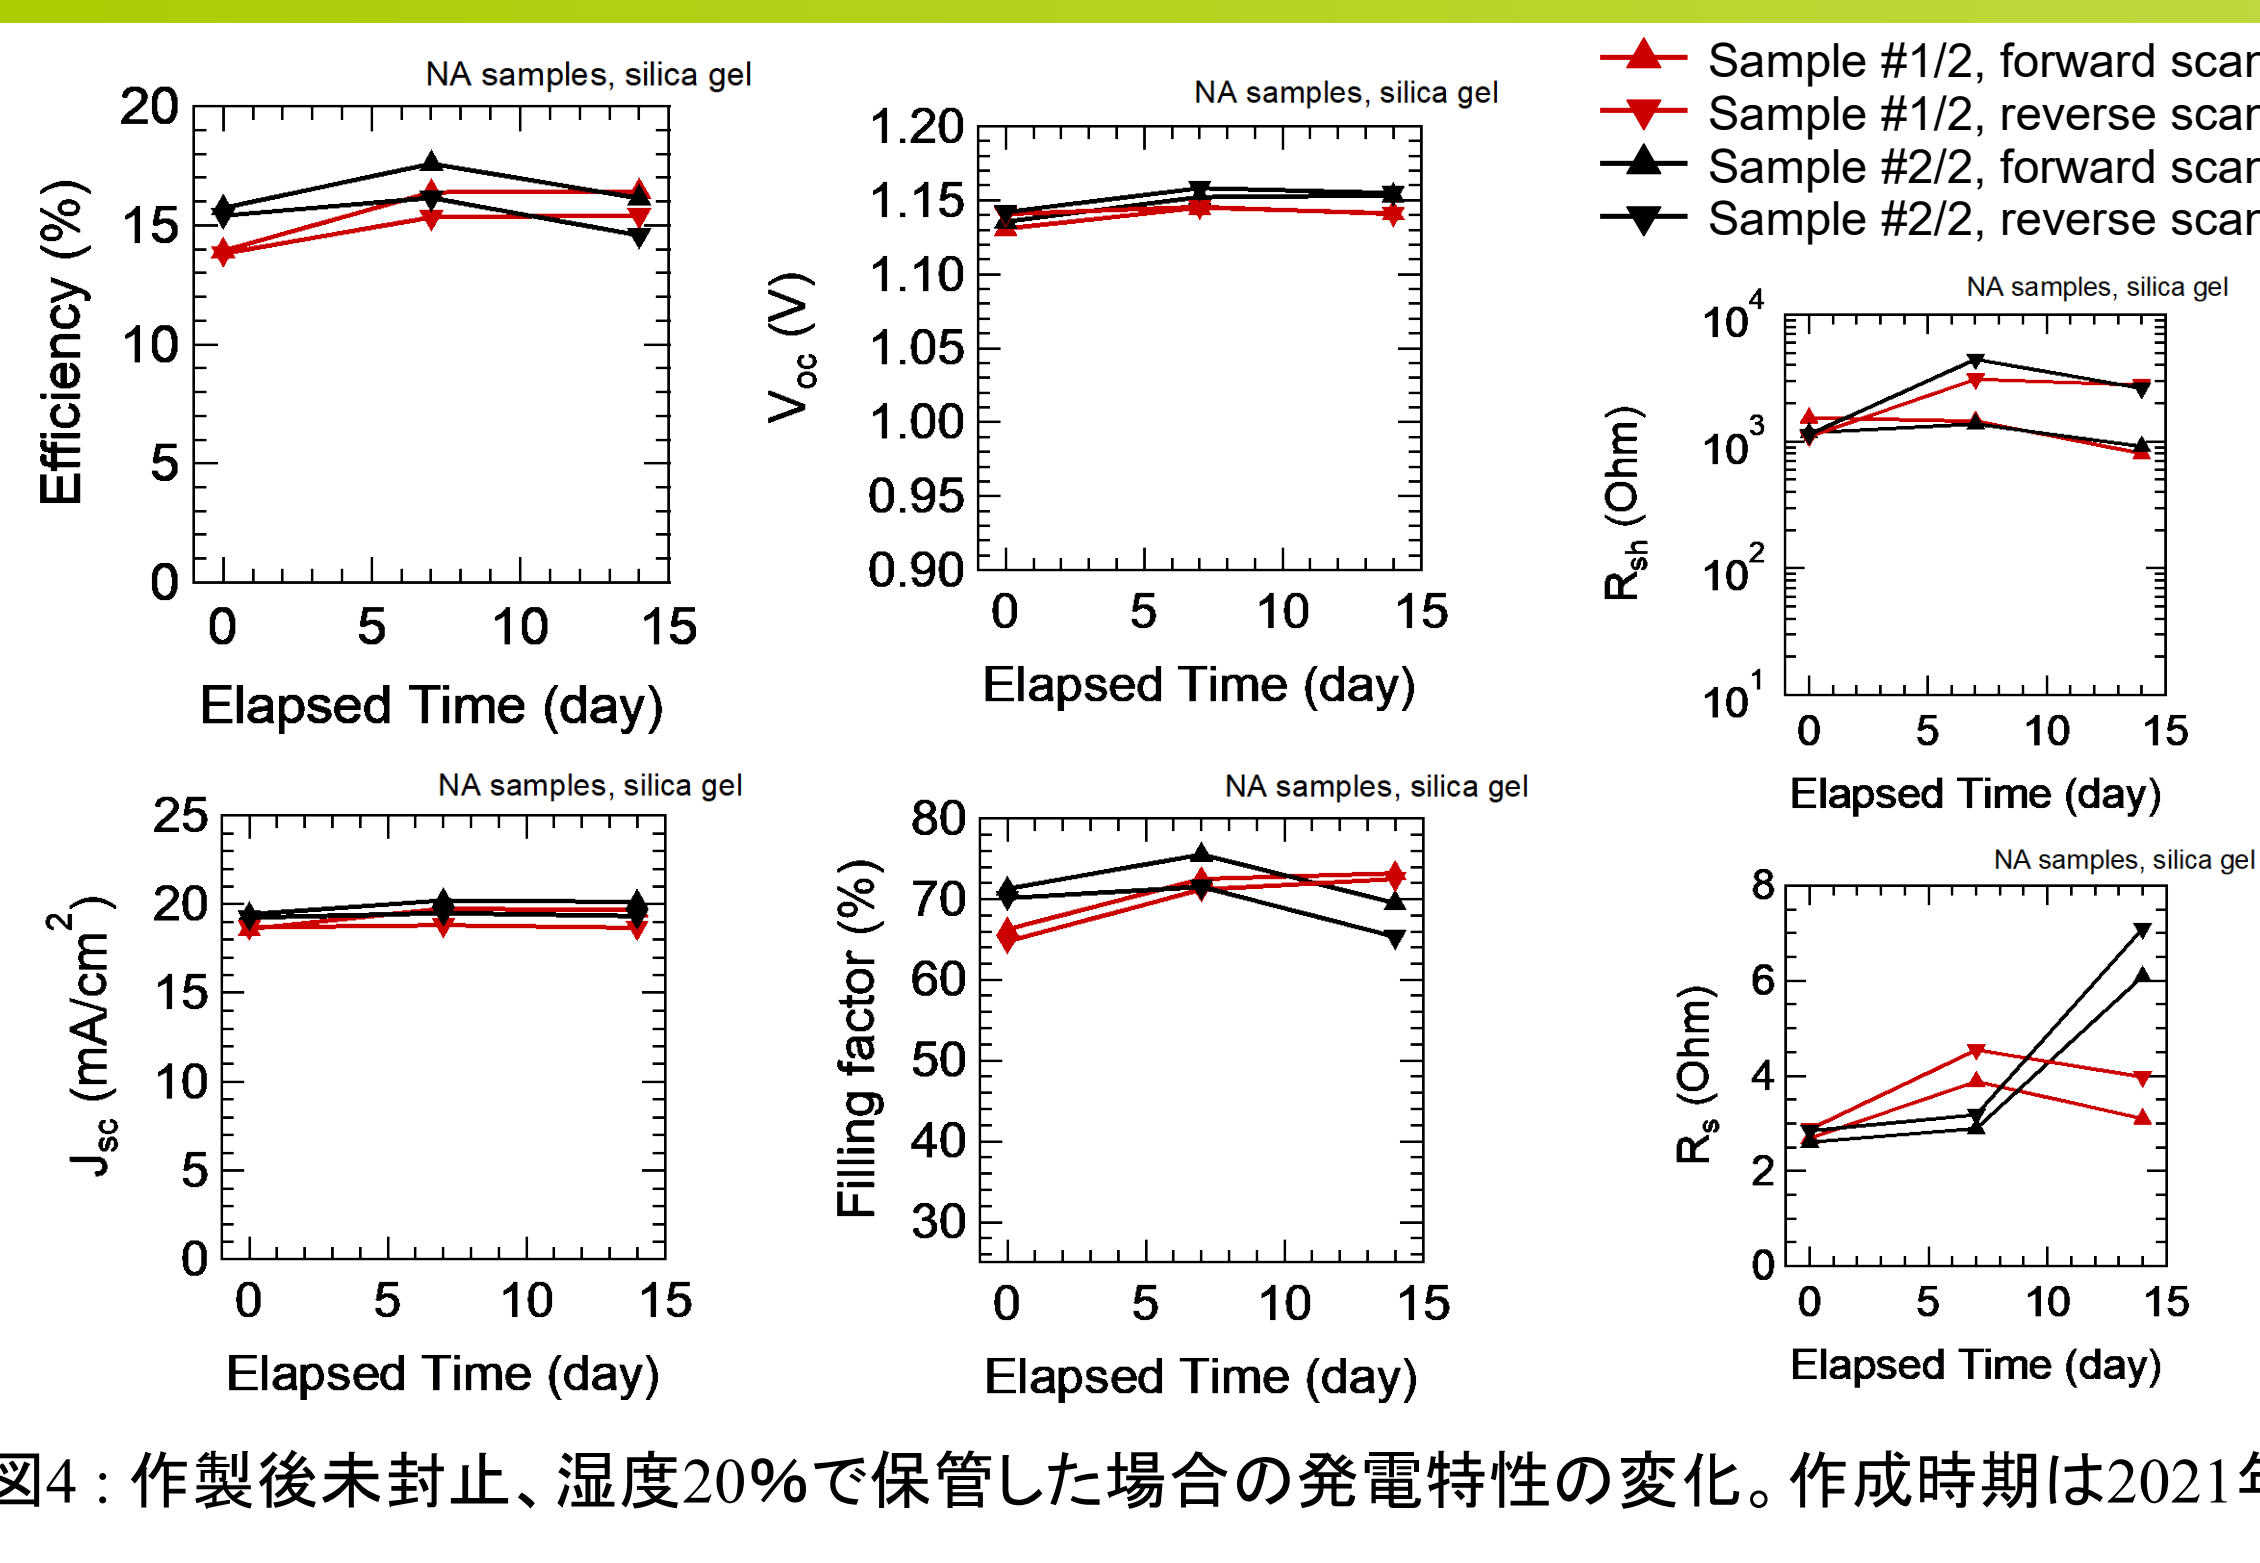 NA samples, silica gel
20
15
10
5
0
Efficiency (%)
0 5 10 15
Elapsed Time (day)
NA samples, silica gel
1.20
1.15
1.10
1.05
1.00
0.95
0.90
Voc (V)
0 5 10 15
Elapsed Time (day)
Sample #1/2, forward scan
Sample #1/2, reverse scan
Sample #2/2, forward scan
Sample #2/2, reverse scan
NA samples, silica gel
10^4
10^3
10^2
10^1
Rsh (Ohm)
0 5 10 15
Elapsed Time (day)
NA samples, silica gel
25
20
15
10
5
0
Jsc (mA/cm^2)
0 5 10 15
Elapsed Time (day)
NA samples, silica gel
80
70
60
50
40
30
Filling factor (%)
0 5 10 15
Elapsed Time (day)
NA samples, silica gel
8
6
4
2
0
Rs (Ohm)
0 5 10 15
Elapsed Time (day)
図4：作製後未封止、湿度20%で保管した場合の発電特性の変化。作成時期は2021年